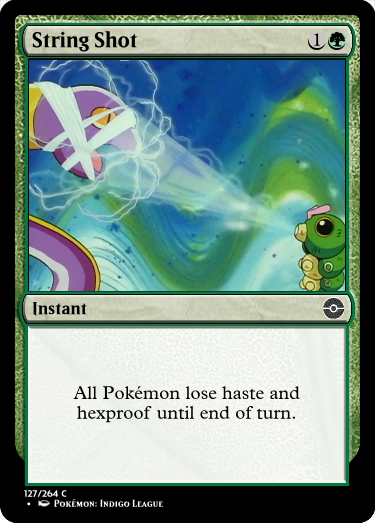 String Shot 1
Instant
All Pokémon lose haste and
hexproof until end of turn.
127/264 C
• Pokémon: Indigo League